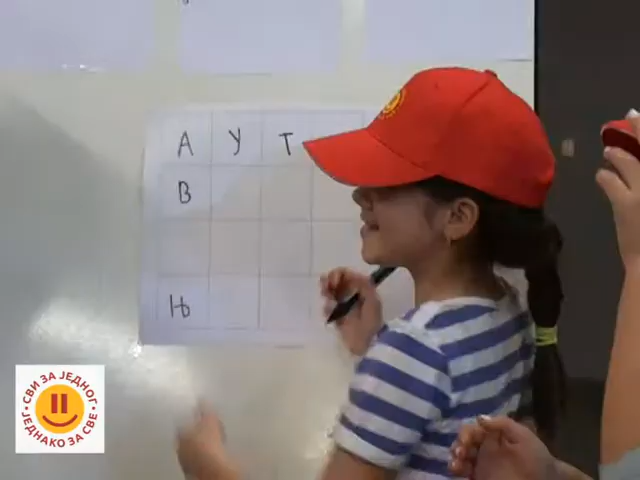 А У Т
В
Њ
СВИ ЗА ЈЕДНОГ
ЈЕДНАКО ЗА СВЕ